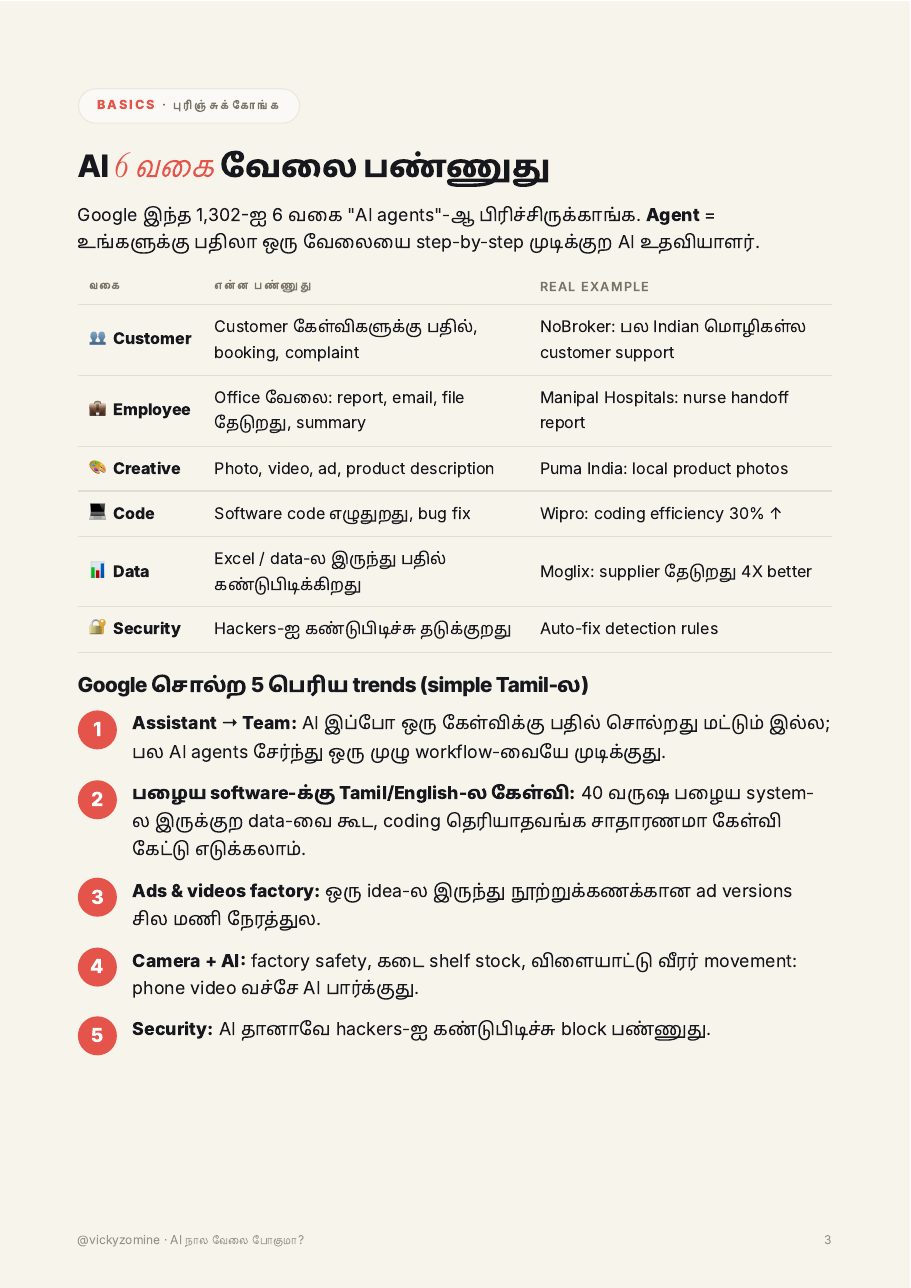 BASICS · புரிஞ்சுக்கோங்க
AI 6 வகை வேலை பண்ணுது
Google இந்த 1,302-ஐ 6 வகை "AI agents"-ஆ பிரிச்சிருக்காங்க. Agent =
உங்களுக்கு பதிலா ஒரு வேலையை step-by-step முடிக்குற AI உதவியாளர்.
வகை என்ன பண்ணுது REAL EXAMPLE
Customer Customer கேள்விகளுக்கு பதில், NoBroker: பல Indian மொழிகள்ல
booking, complaint customer support
Employee Office வேலை: report, email, file Manipal Hospitals: nurse handoff
தேடுறது, summary report
Creative Photo, video, ad, product description Puma India: local product photos
Code Software code எழுதுறது, bug fix Wipro: coding efficiency 30% ↑
Data Excel / data-ல இருந்து பதில் Moglix: supplier தேடுறது 4X better
கண்டுபிடிக்கிறது
Security Hackers-ஐ கண்டுபிடிச்சு தடுக்குறது Auto-fix detection rules
Google சொல்ற 5 பெரிய trends (simple Tamil-ல)
1 Assistant → Team: AI இப்போ ஒரு கேள்விக்கு பதில் சொல்றது மட்டும் இல்ல;
பல AI agents சேர்ந்து ஒரு முழு workflow-வையே முடிக்குது.
2 பழைய software-க்கு Tamil/English-ல கேள்வி: 40 வருஷ பழைய system-
ல இருக்குற data-வை கூட, coding தெரியாதவங்க சாதாரணமா கேள்வி
கேட்டு எடுக்கலாம்.
3 Ads & videos factory: ஒரு idea-ல இருந்து நூற்றுக்கணக்கான ad versions
சில மணி நேரத்துல.
4 Camera + AI: factory safety, கடை shelf stock, விளையாட்டு வீரர் movement:
phone video வச்சே AI பார்க்குது.
5 Security: AI தானாவே hackers-ஐ கண்டுபிடிச்சு block பண்ணுது.
@vickyzomine · AI நால வேலை போகுமா? 3